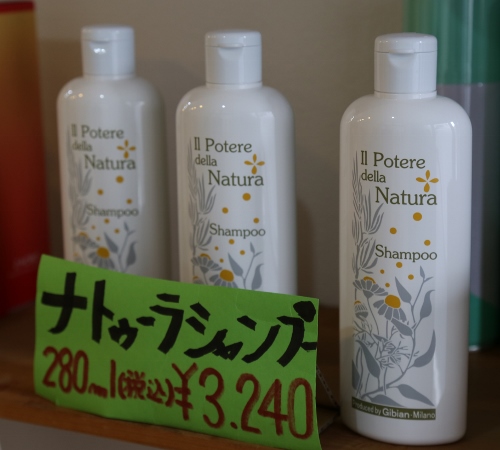 Il Potere
della
Natura
Shampoo
Il Potere
della
Natura
Shampoo
Il Potere
della
Natura
Shampoo
Produced by Gibian - Milano
ナトゥーラシャンプー
280ml(税込)¥3.240